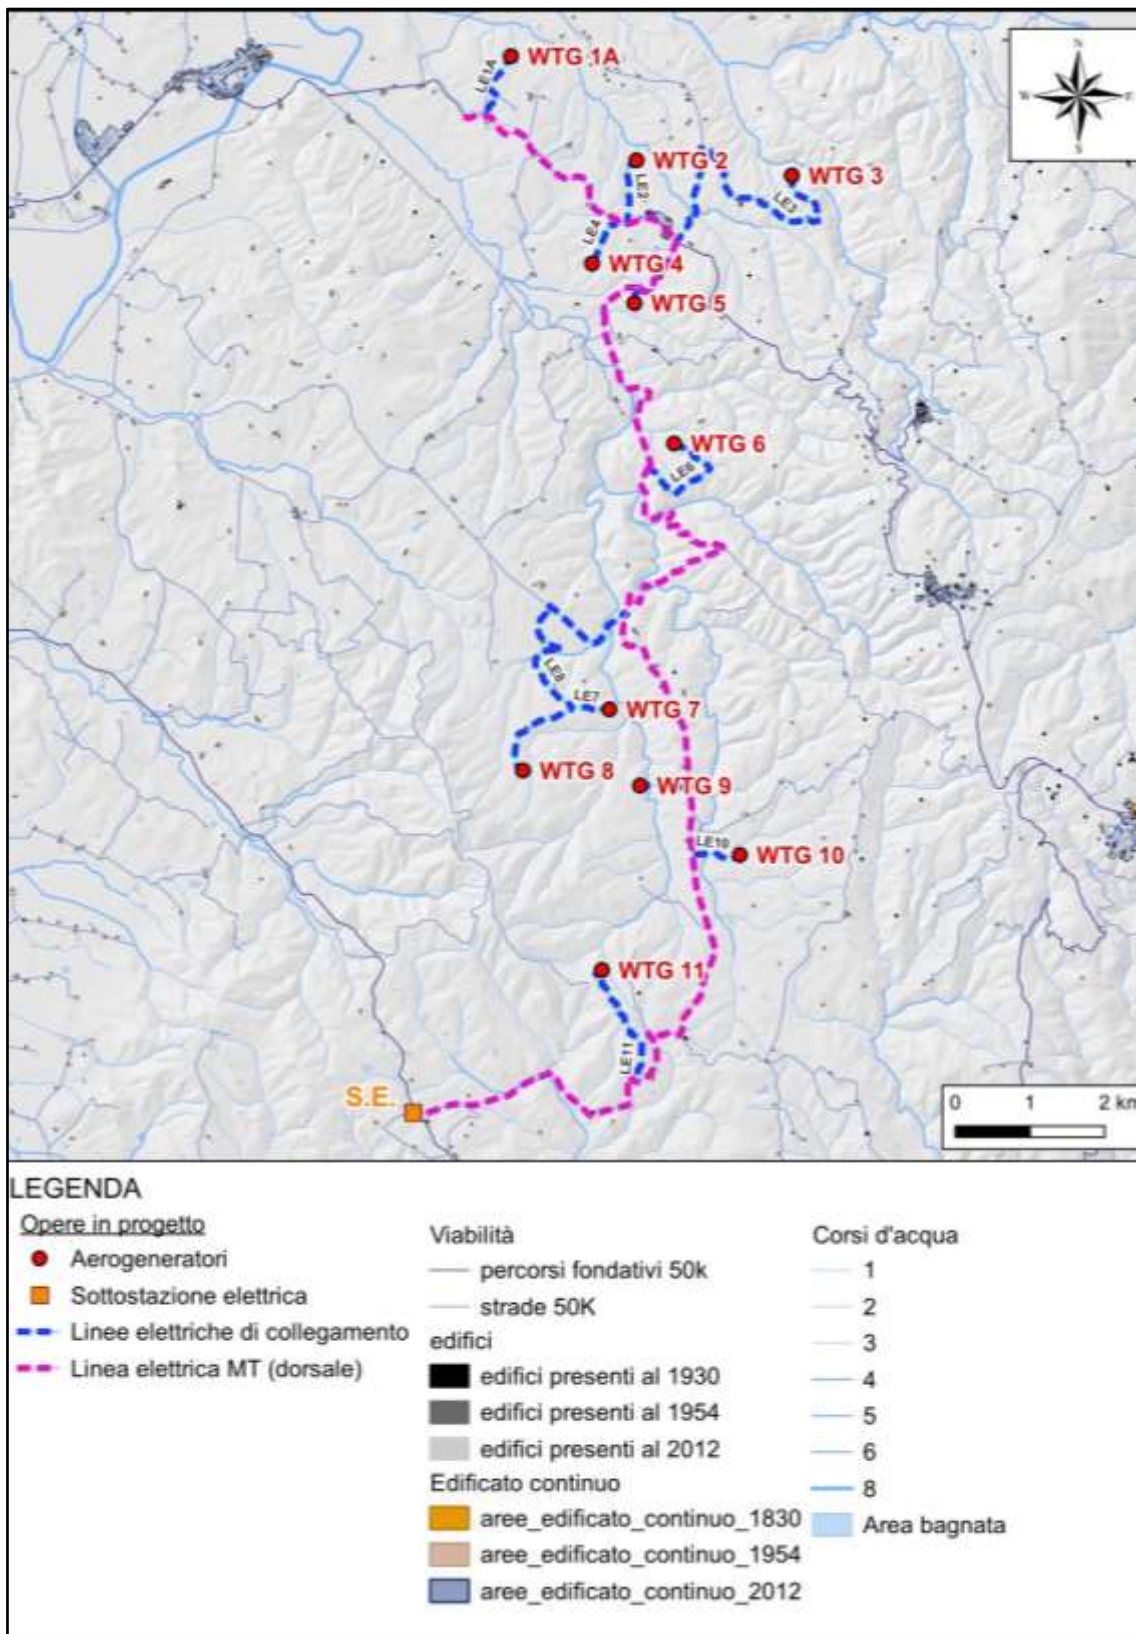 WTG 1A
LE1A
N
W
E
S
WTG 2
WTG 3
LE2
LE3
LE4
WTG 4
WTG 5
WTG 6
LE6
LE8
LE7
WTG 7
WTG 8
WTG 9
LE10
WTG 10
WTG 11
LE11
S.E.
0 1 2 km
LEGENDA
Opere in progetto
Aerogeneratori
Sottostazione elettrica
Linee elettriche di collegamento
Linea elettrica MT (dorsale)
Viabilità
percorsi fondativi 50k
strade 50K
edifici
edifici presenti al 1930
edifici presenti al 1954
edifici presenti al 2012
Edificato continuo
aree_edificato_continuo_1830
aree_edificato_continuo_1954
aree_edificato_continuo_2012
Corsi d'acqua
1
2
3
4
5
6
8
Area bagnata